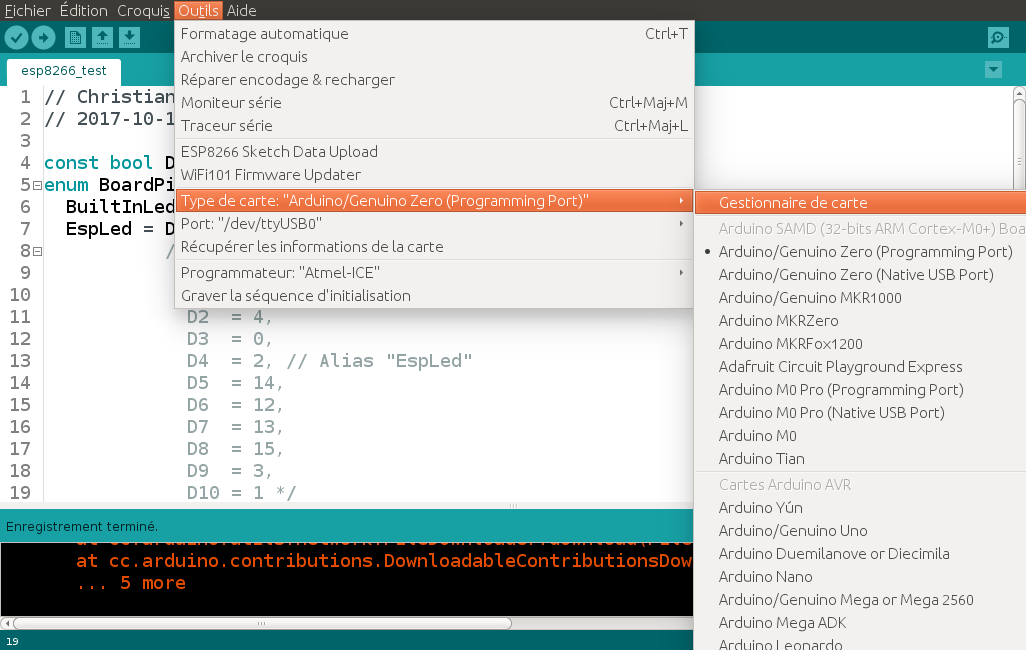 Fichier Édition Croquis Outils Aide
esp8266_test
Formatage automatique Ctrl+T
Archiver le croquis
Réparer encodage & recharger
Moniteur série Ctrl+Maj+M
Traceur série Ctrl+Maj+L
ESP8266 Sketch Data Upload
WiFi101 Firmware Updater
Type de carte: "Arduino/Genuino Zero (Programming Port)"
Port: "/dev/ttyUSB0"
Récupérer les informations de la carte
Programmateur: "Atmel-ICE"
Graver la séquence d'initialisation
Gestionnaire de carte
Arduino SAMD (32-bits ARM Cortex-M0+) Boa
Arduino/Genuino Zero (Programming Port)
Arduino/Genuino Zero (Native USB Port)
Arduino/Genuino MKR1000
Arduino MKRZero
Arduino MKRFox1200
Adafruit Circuit Playground Express
Arduino M0 Pro (Programming Port)
Arduino M0 Pro (Native USB Port)
Arduino M0
Arduino Tian
Cartes Arduino AVR
Arduino Yún
Arduino/Genuino Uno
Arduino Duemilanove or Diecimila
Arduino Nano
Arduino/Genuino Mega or Mega 2560
Arduino Mega ADK
Arduino Leonardo
1 // Christian
2 // 2017-10-1
3
4 const bool D
5 enum BoardPi
6 BuiltInLed
7 EspLed = D
8 /
9
10
11 D2 = 4,
12 D3 = 0,
13 D4 = 2, // Alias "EspLed"
14 D5 = 14,
15 D6 = 12,
16 D7 = 13,
17 D8 = 15,
18 D9 = 3,
19 D10 = 1 */
Enregistrement terminé.
at cc.arduino.contributions.DownloadableContributionsDow
... 5 more
19